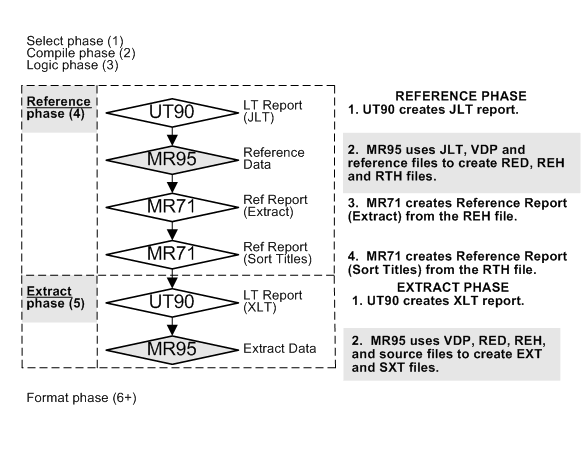 Select phase (1)
Compile phase (2)
Logic phase (3)
Reference
phase (4)
UT90
LT Report
(JLT)
MR95
Reference
Data
MR71
Ref Report
(Extract)
MR71
Ref Report
(Sort Titles)
Extract
phase (5)
UT90
LT Report
(XLT)
MR95
Extract Data
Format phase (6+)
REFERENCE PHASE
1. UT90 creates JLT report.
2. MR95 uses JLT, VDP and
reference files to create RED, REH
and RTH files.
3. MR71 creates Reference Report
(Extract) from the REH file.
4. MR71 creates Reference Report
(Sort Titles) from the RTH file.
EXTRACT PHASE
1. UT90 creates XLT report.
2. MR95 uses VDP, RED, REH,
and source files to create EXT
and SXT files.